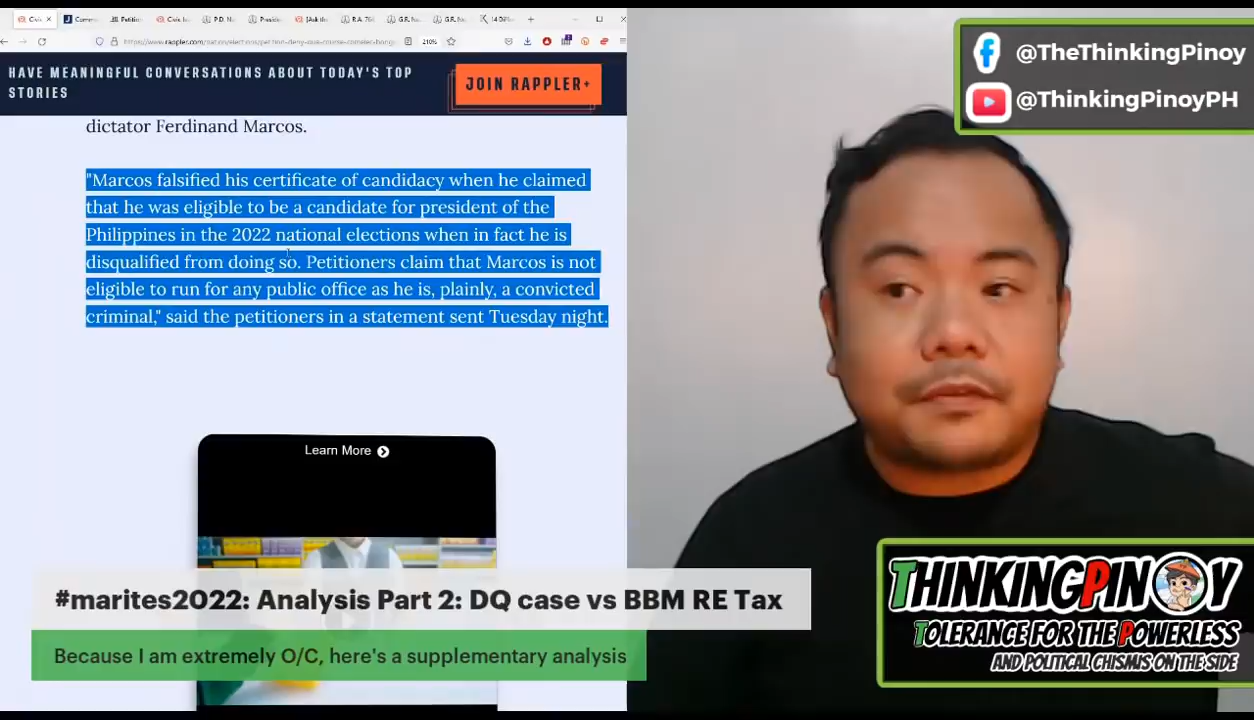 HAVE MEANINGFUL CONVERSATIONS ABOUT TODAY'S TOP
STORIES
JOIN RAPPLER+
dictator Ferdinand Marcos.
"Marcos falsified his certificate of candidacy when he claimed
that he was eligible to be a candidate for president of the
Philippines in the 2022 national elections when in fact he is
disqualified from doing so. Petitioners claim that Marcos is not
eligible to run for any public office as he is, plainly, a convicted
criminal," said the petitioners in a statement sent Tuesday night.
Learn More
@TheThinkingPinoy
@ThinkingPinoyPH
#marites2022: Analysis Part 2: DQ case vs BBM RE Tax
Because I am extremely O/C, here's a supplementary analysis
THINKINGPINOY
TOLERANCE FOR THE POWERLESS
AND POLITICAL CHISMIS ON THE SIDE